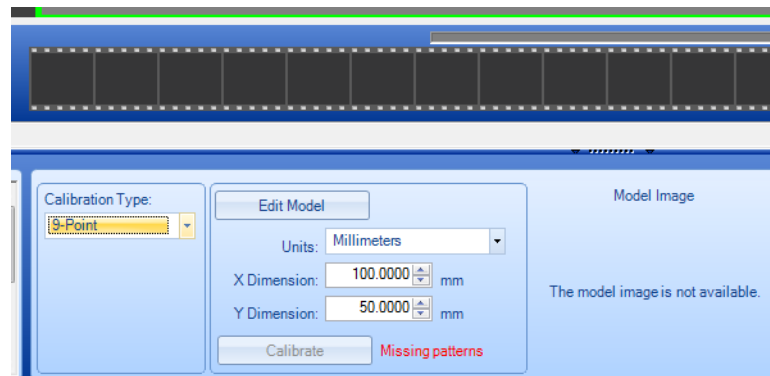 Calibration Type:
9-Point
Edit Model
Units: Millimeters
X Dimension: 100.0000 mm
Y Dimension: 50.0000 mm
Calibrate Missing patterns
Model Image
The model image is not available.